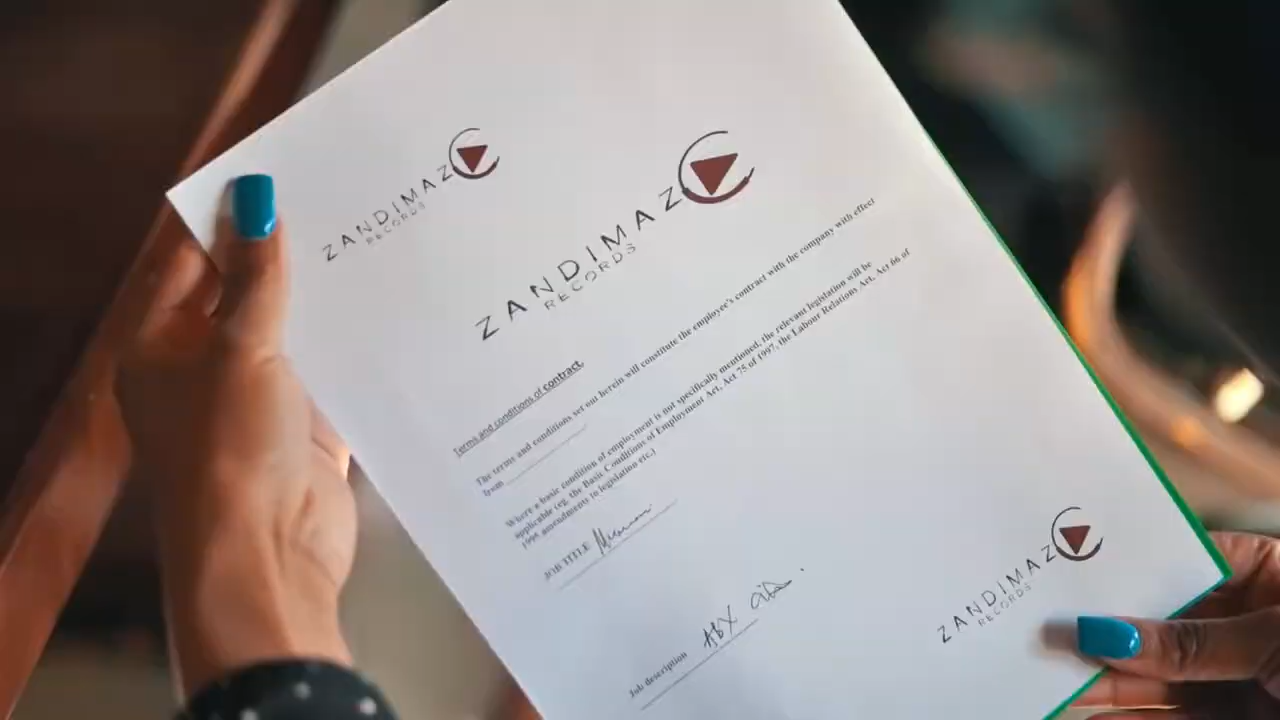 ZANDIMAZ
RECORDS
ZANDIMAZ
RECORDS
Terms and conditions of contract.
The terms and conditions set out herein will constitute the employee's contract with the company with effect
from
Where a basic condition of employment is not specifically mentioned, the relevant legislation will be
applicable (eg. the Basic Conditions of Employment Act, Act 75 of 1997, the Labour Relations Act, Act 66 of
1995 amendments to legislation etc.)
JOB TITLE
Job description
ZANDIMAZ
RECORDS